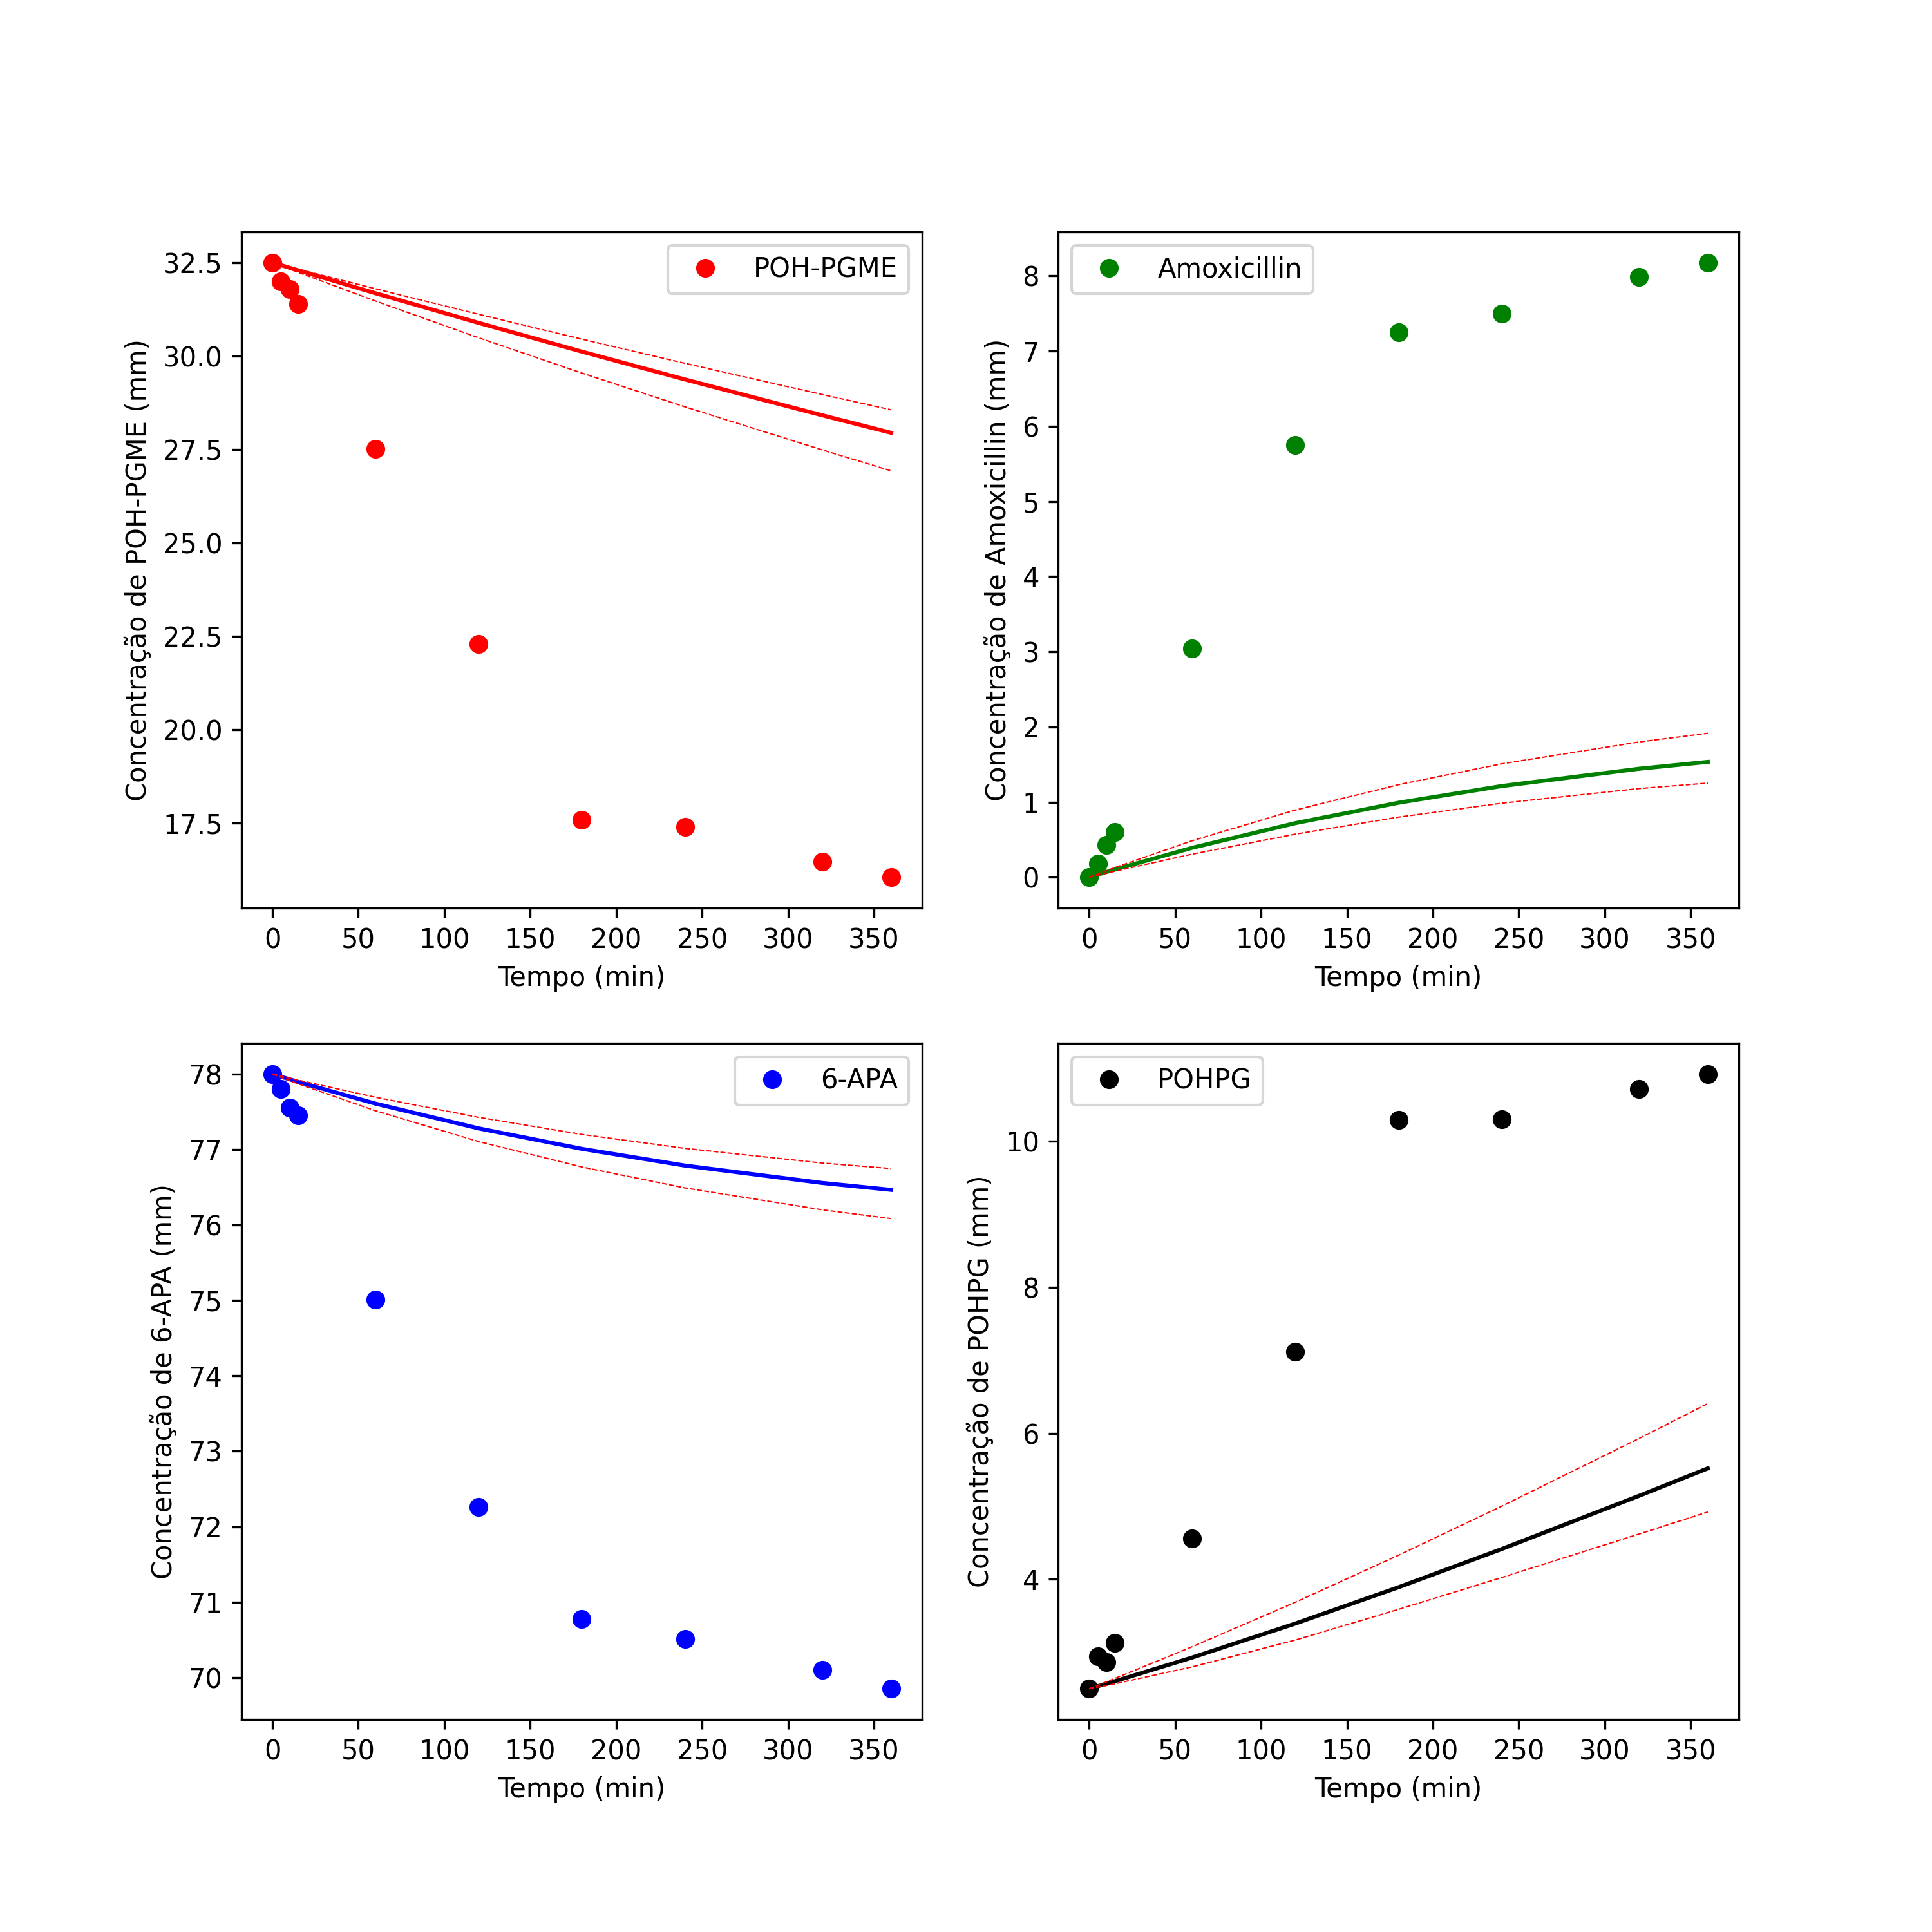 POH-PGME
Concentração de POH-PGME (mm)
32.5
30.0
27.5
25.0
22.5
20.0
17.5
0 50 100 150 200 250 300 350
Tempo (min)
Amoxicillin
Concentração de Amoxicillin (mm)
8
7
6
5
4
3
2
1
0
0 50 100 150 200 250 300 350
Tempo (min)
6-APA
Concentração de 6-APA (mm)
78
77
76
75
74
73
72
71
70
0 50 100 150 200 250 300 350
Tempo (min)
POHPG
Concentração de POHPG (mm)
10
8
6
4
0 50 100 150 200 250 300 350
Tempo (min)